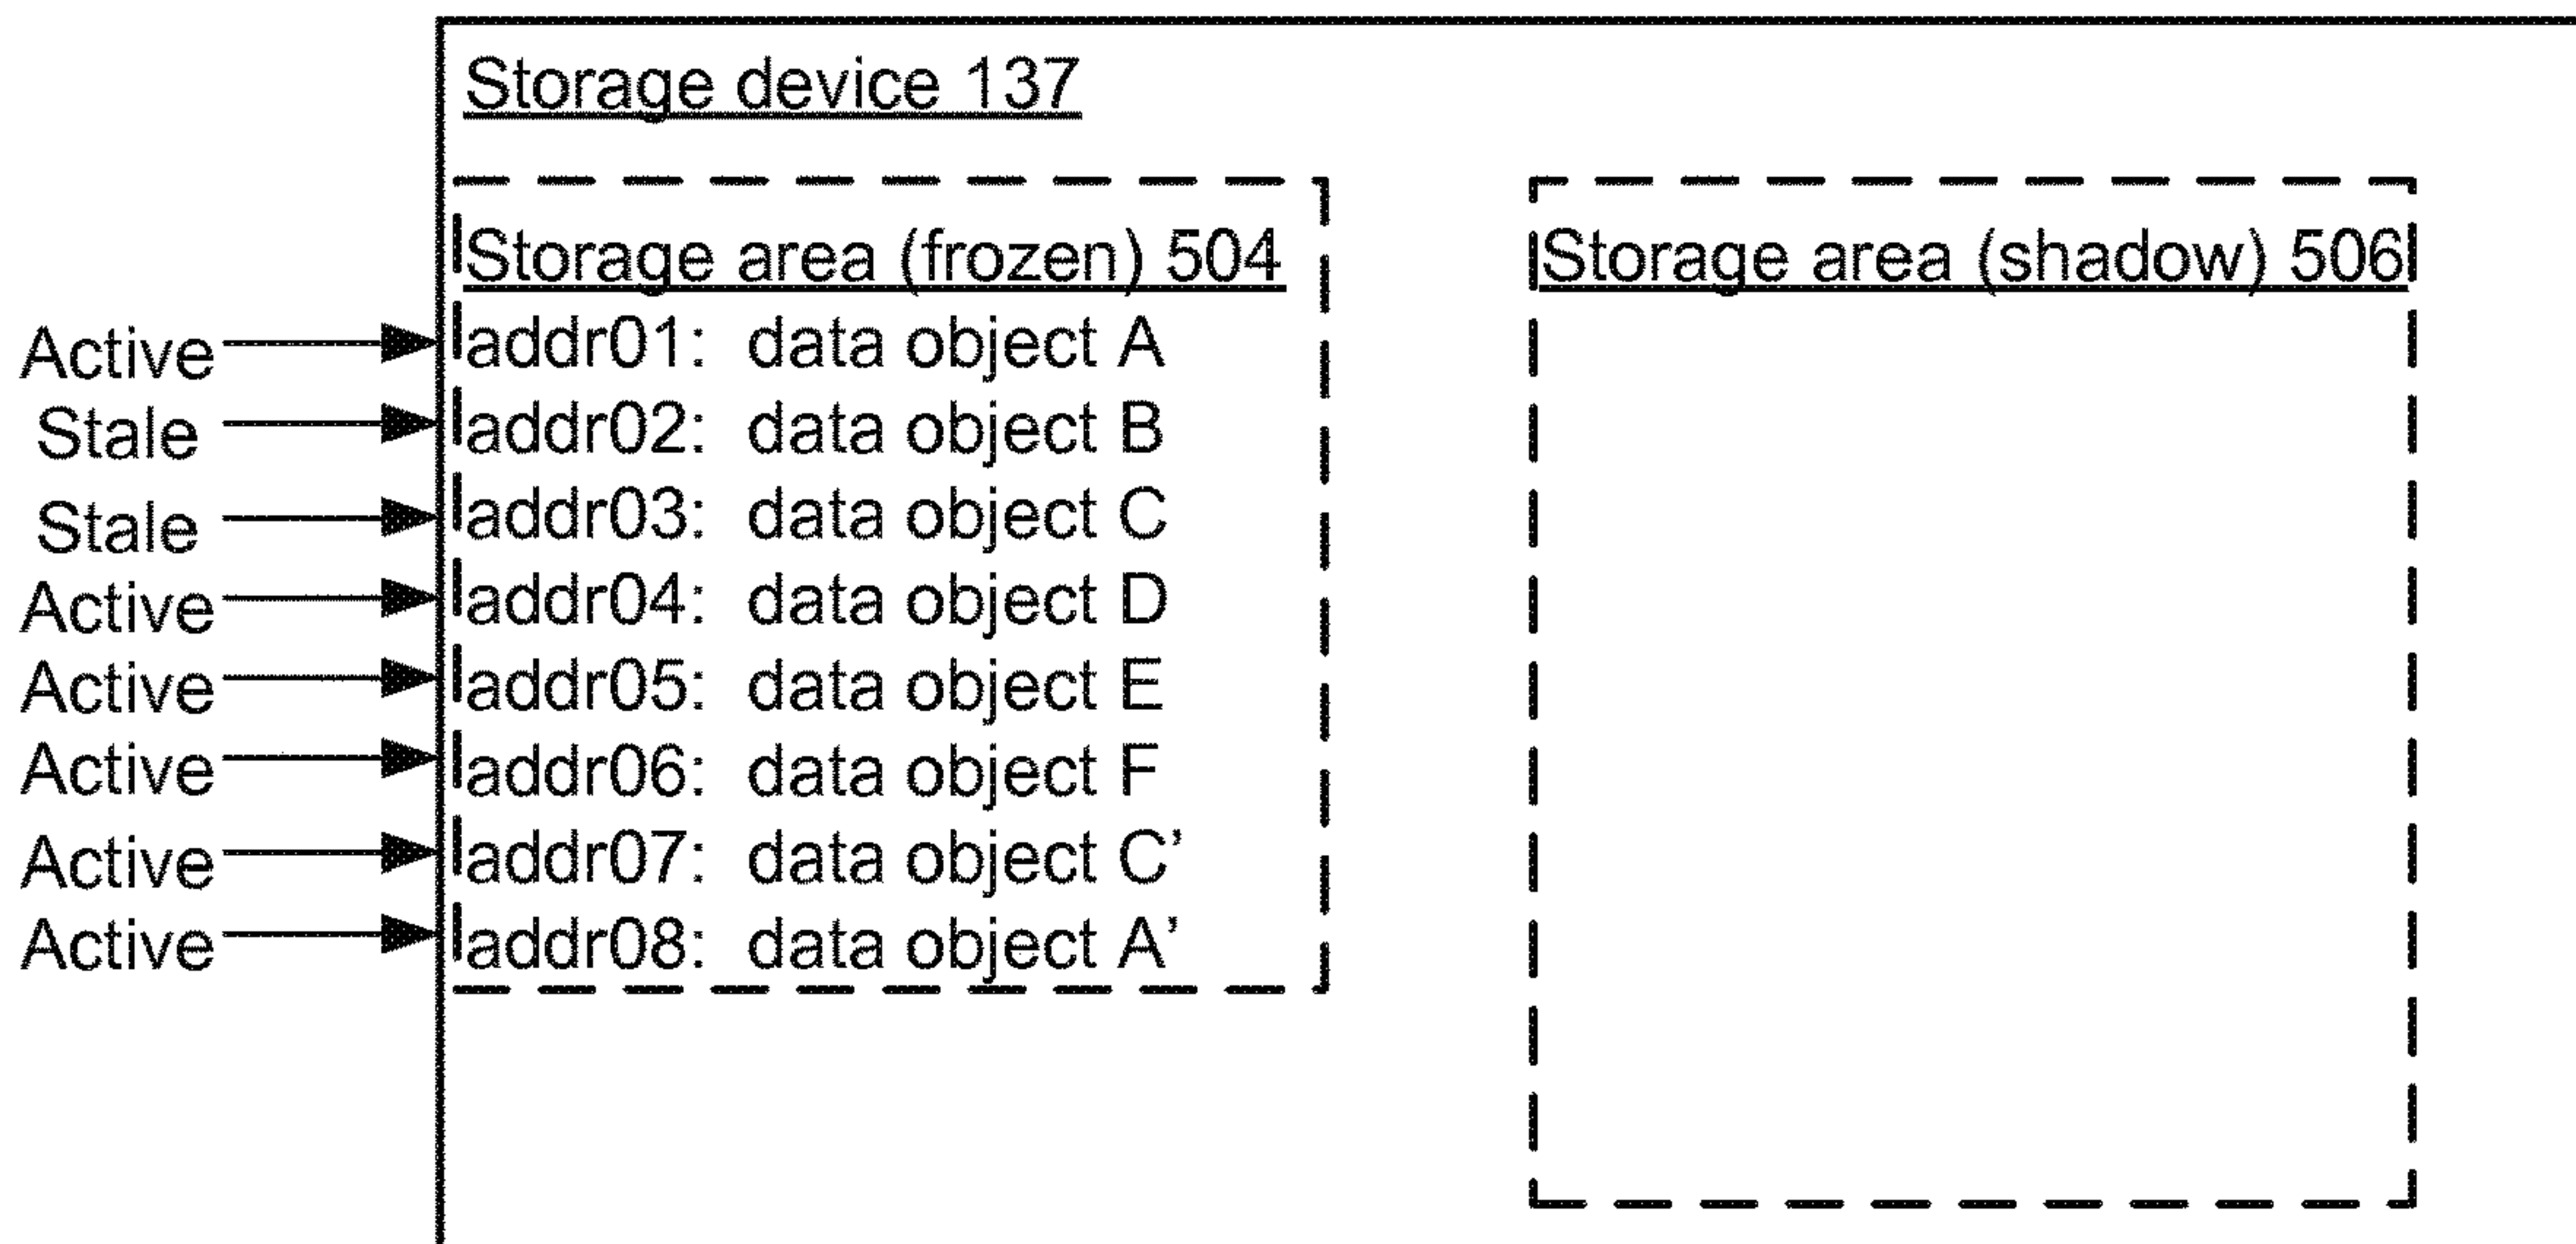 Storage device 137
Storage area (frozen) 504
Storage area (shadow) 506
Active addr01: data object A
Stale addr02: data object B
Stale addr03: data object C
Active addr04: data object D
Active addr05: data object E
Active addr06: data object F
Active addr07: data object C’
Active addr08: data object A’